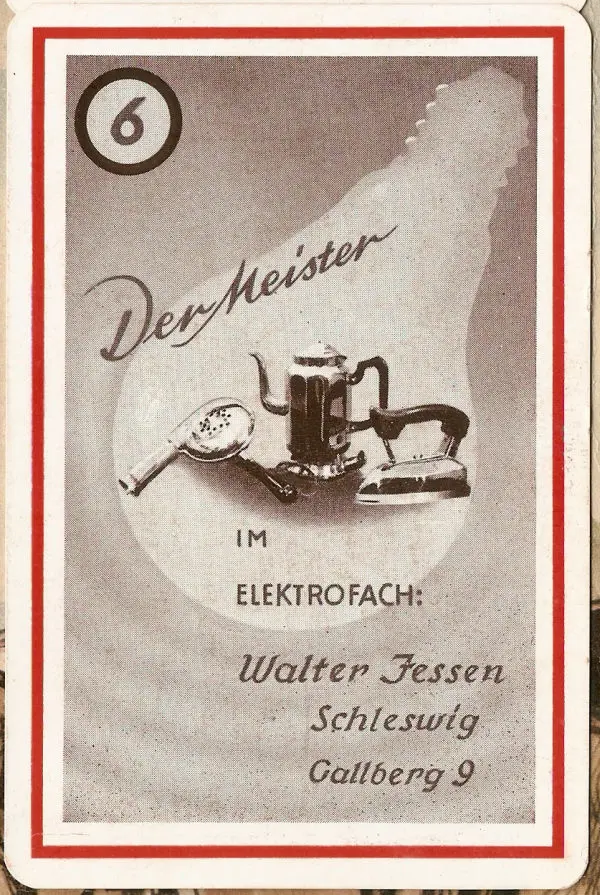 6
Der Meister
IM
ELEKTROFACH:
Walter Jessen
Schleswig
Gallberg 9